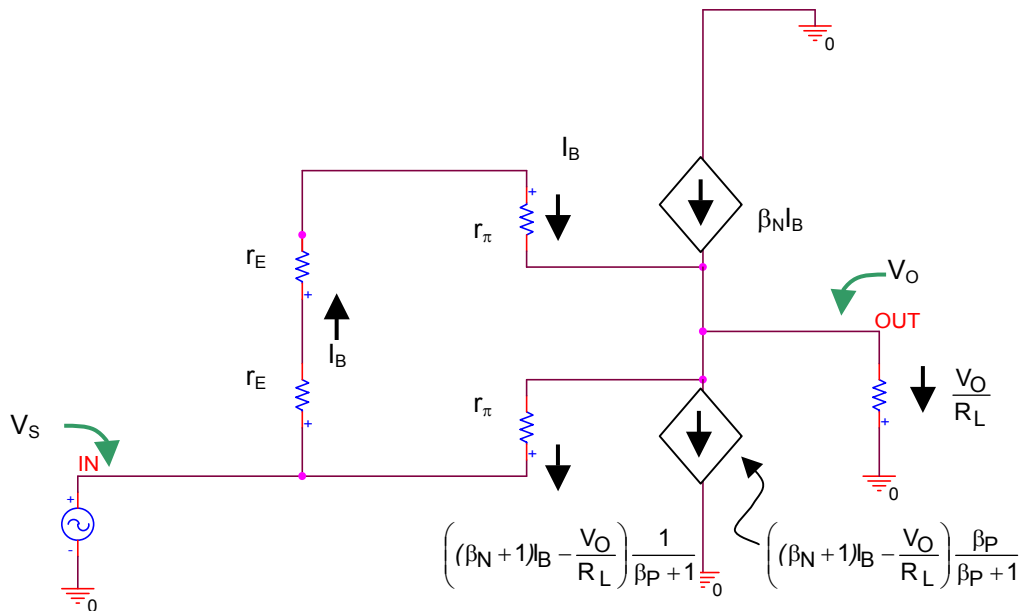 0
I_B
β_N I_B
r_π
r_E
V_O
OUT
I_B
r_E
r_π
V_O/R_L
V_S
IN
+
-
0
0
((β_N + 1)I_B - V_O/R_L) 1/(β_P + 1)
0
((β_N + 1)I_B - V_O/R_L) β_P/(β_P + 1)
0